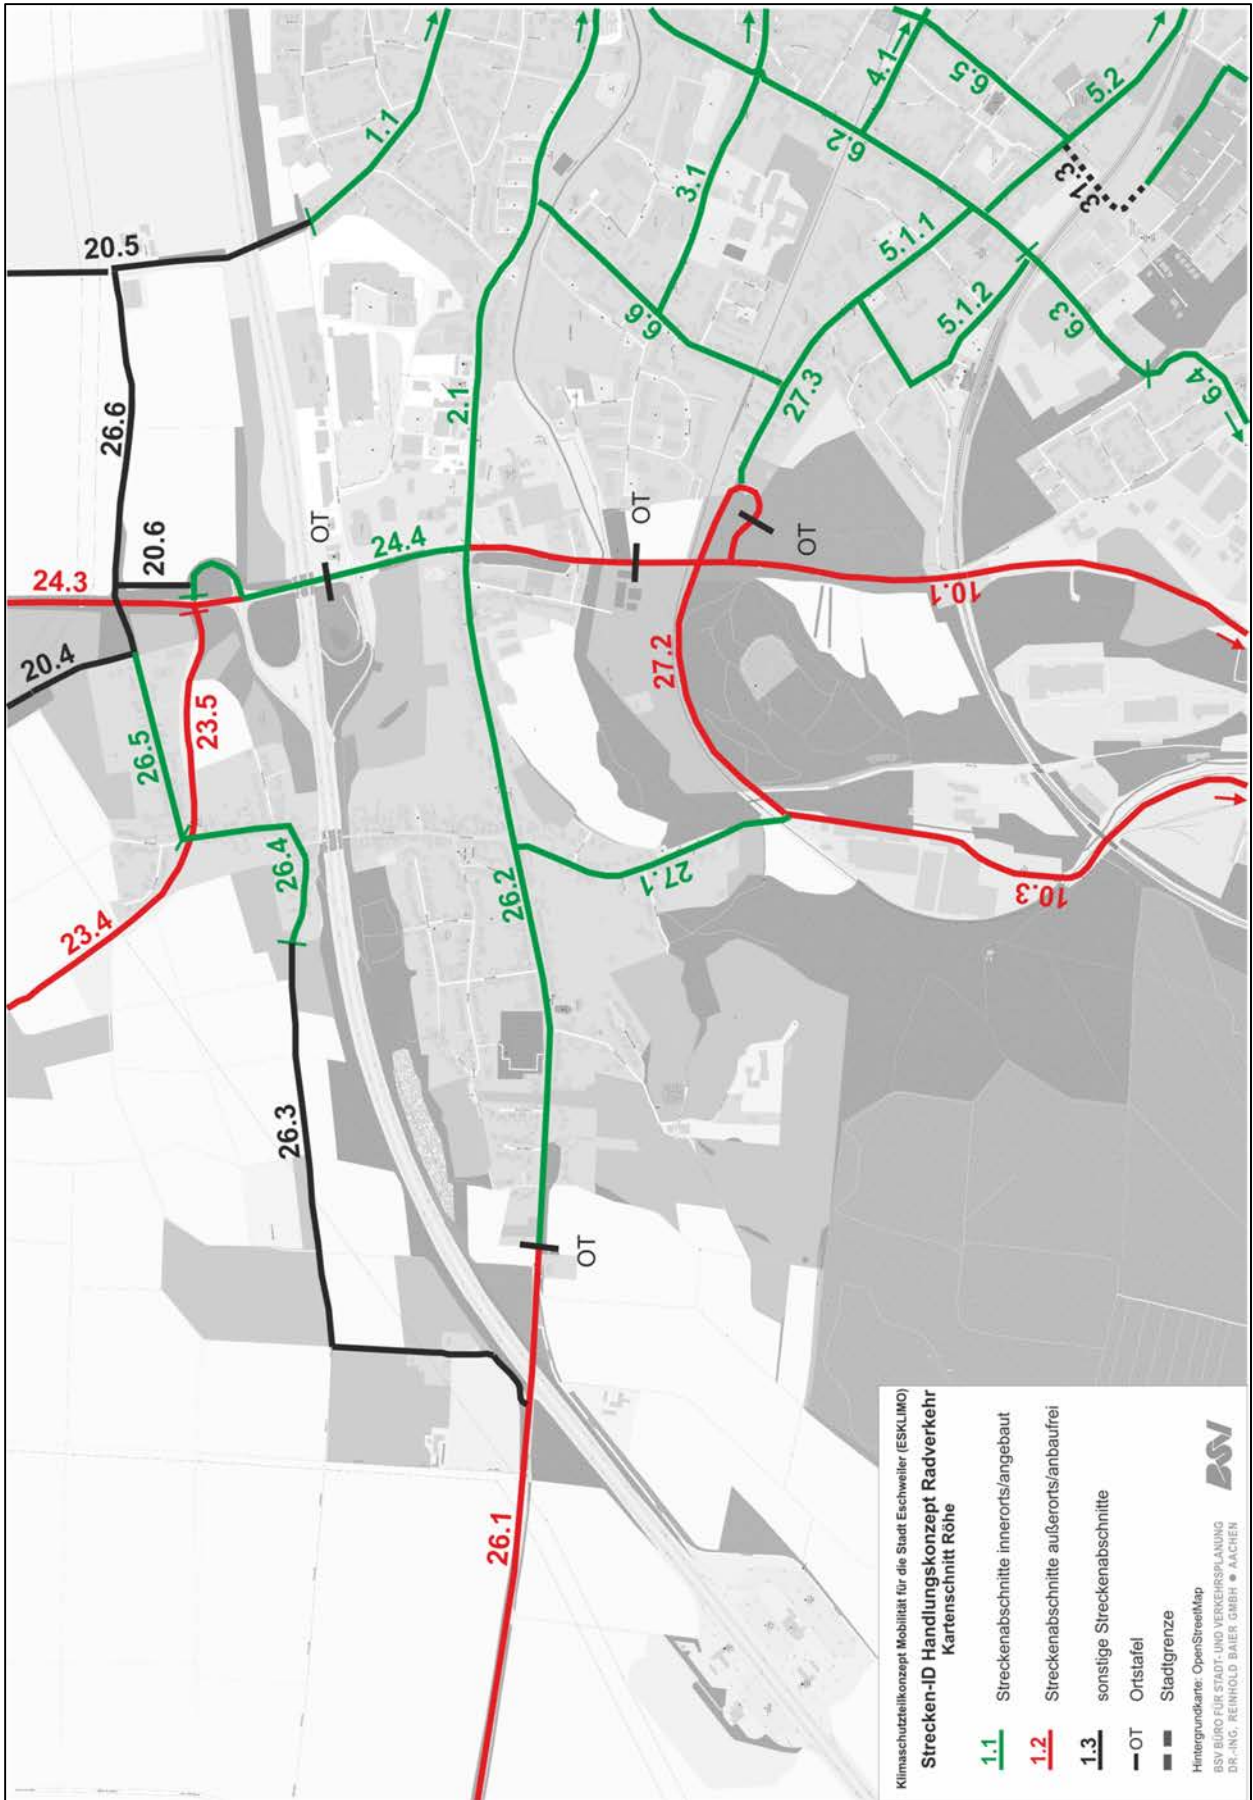 20.5
1.1
26.6
20.6
24.3
20.4
26.5
23.5
23.4
26.4
26.3
OT
24.4
2.1
26.2
27.1
OT
26.1
6.6
3.1
6.2
4.1
6.5
5.2
31.3
5.1.1
5.1.2
6.3
6.4
27.3
OT
OT
27.2
10.1
10.3
Klimaschutzteilkonzept Mobilität für die Stadt Eschweiler (ESKLIMO)
Strecken-ID Handlungskonzept Radverkehr
Kartenschnitt Röhe
1.1 Streckenabschnitte innerorts/angebaut
1.2 Streckenabschnitte außerorts/anbaufrei
1.3 sonstige Streckenabschnitte
OT Ortstafel
Stadtgrenze
Hintergrundkarte: OpenStreetMap
BSV BÜRO FÜR STADT- UND VERKEHRSPLANUNG
DR.-ING. REINHOLD BAIER GMBH ● AACHEN
BSV